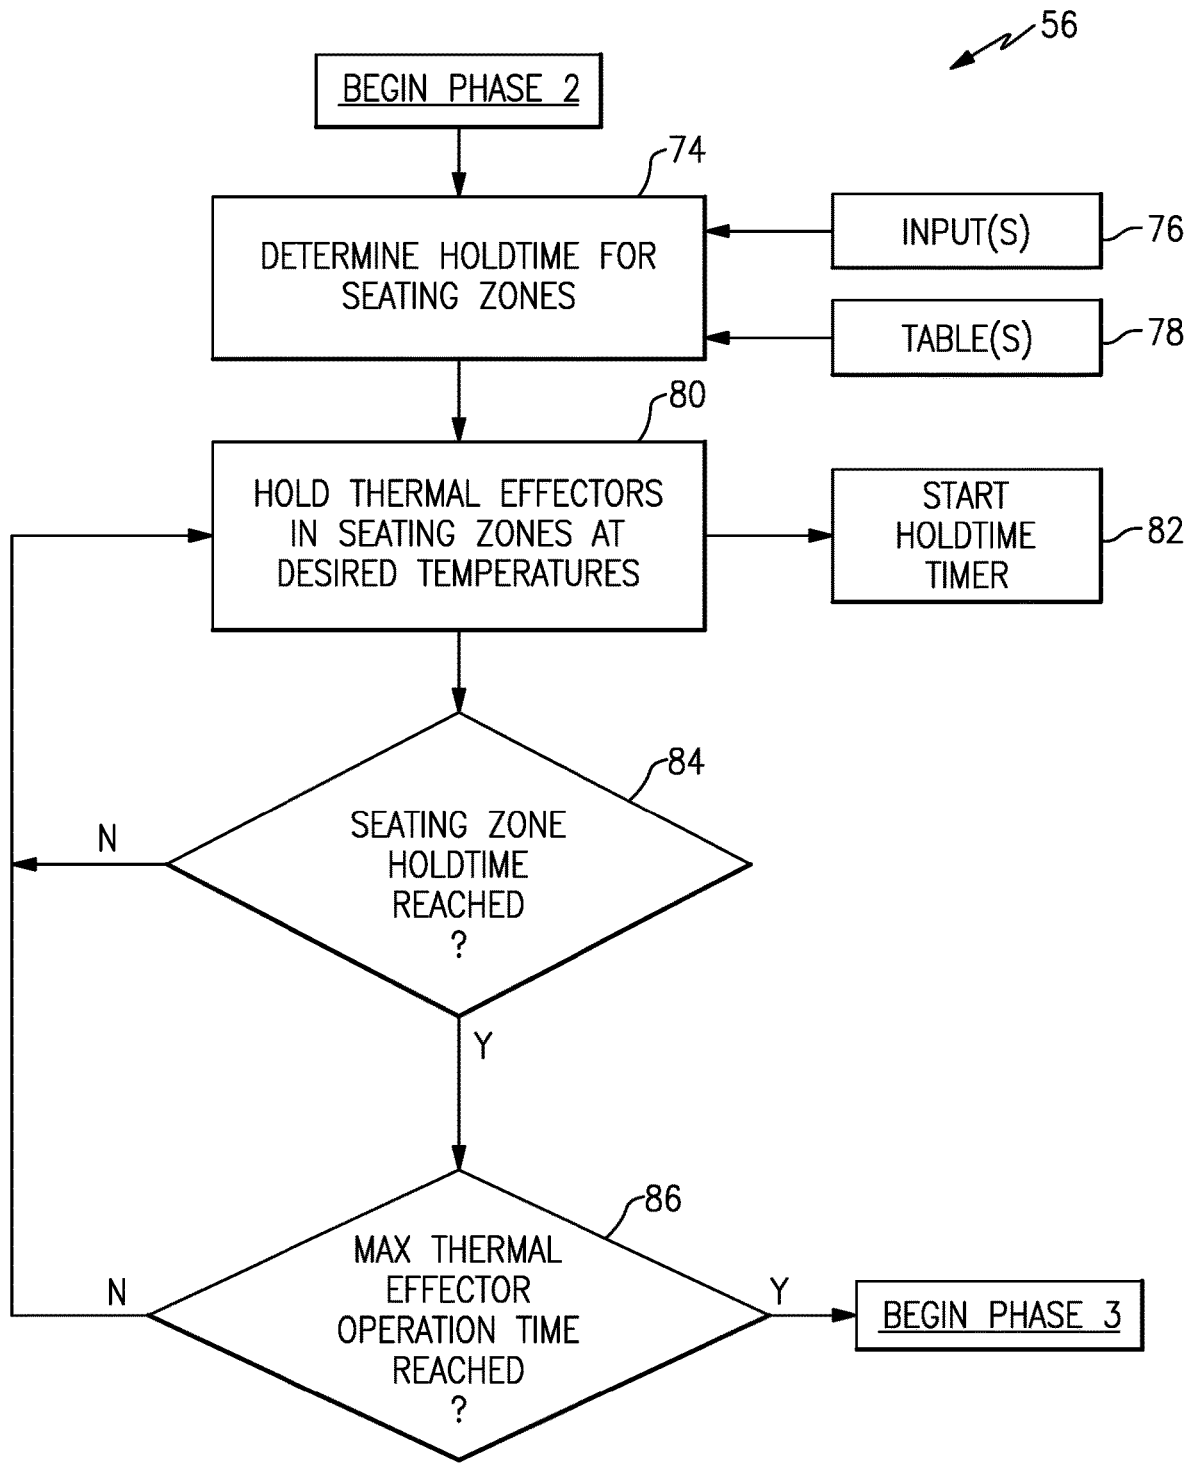 56
BEGIN PHASE 2
74
DETERMINE HOLDTIME FOR
SEATING ZONES
INPUT(S)
76
TABLE(S)
78
80
HOLD THERMAL EFFECTORS
IN SEATING ZONES AT
DESIRED TEMPERATURES
START
HOLDTIME
TIMER
82
84
SEATING ZONE
HOLDTIME
REACHED
?
N
Y
86
MAX THERMAL
EFFECTOR
OPERATION TIME
REACHED
?
N
Y
BEGIN PHASE 3